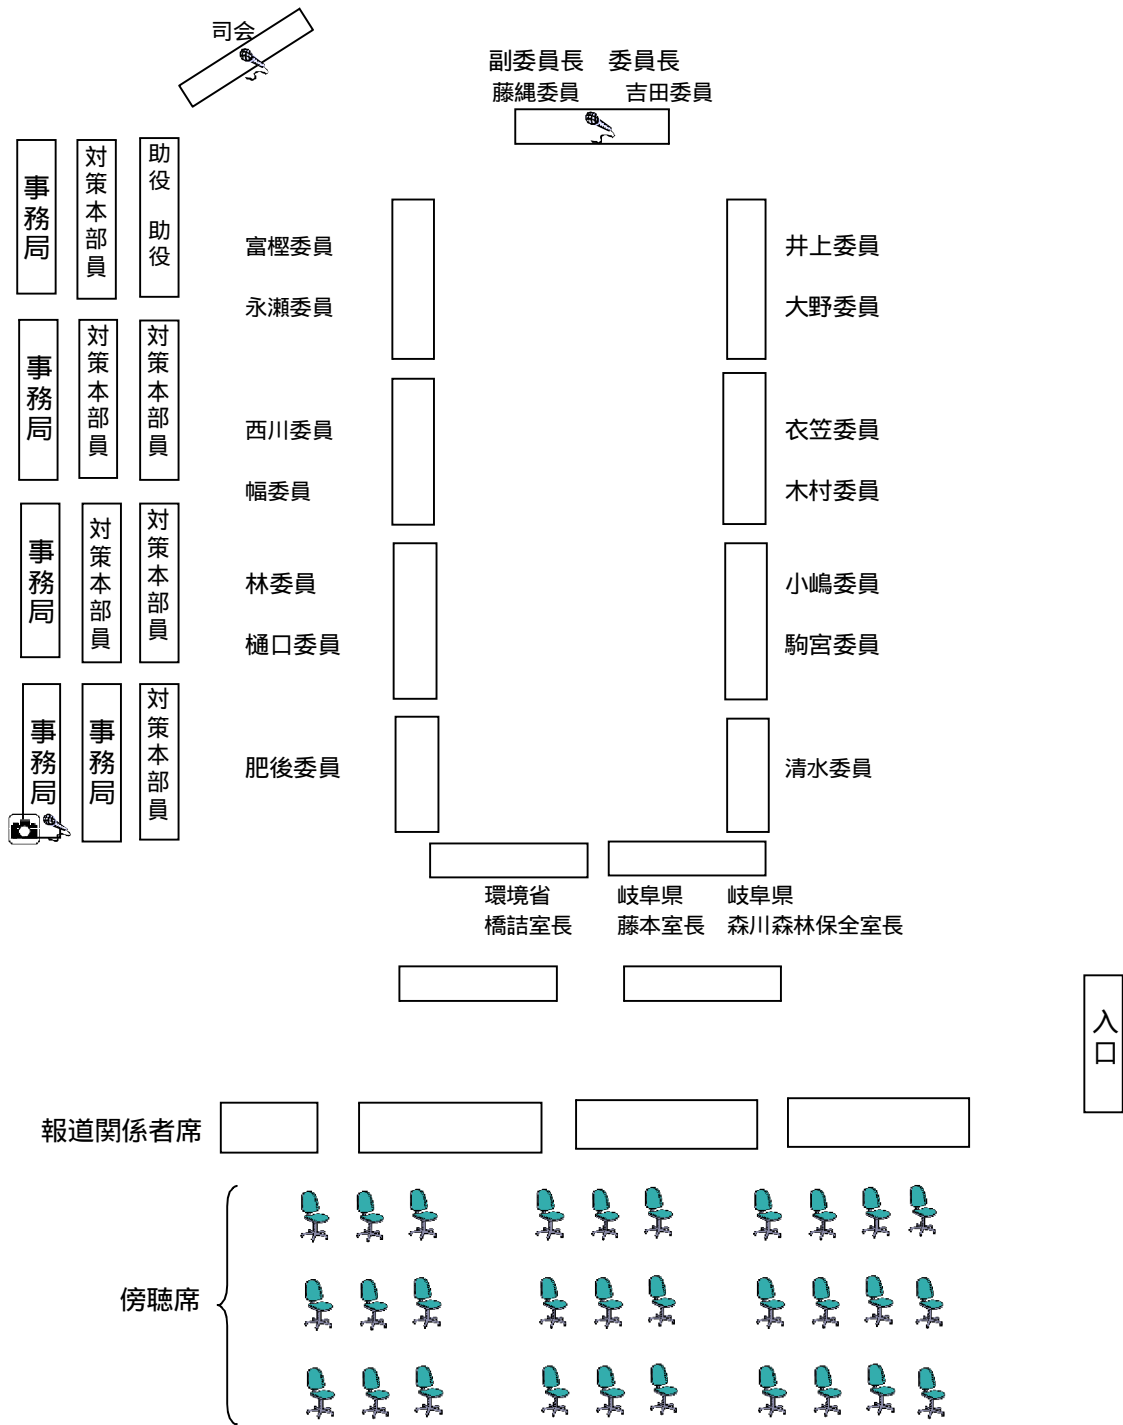 司会
副委員長 委員長
藤縄委員 吉田委員
事務局
対策本部員
助役 助役
富樫委員
井上委員
永瀬委員
大野委員
事務局
対策本部員
対策本部員
西川委員
衣笠委員
幅委員
木村委員
事務局
対策本部員
対策本部員
林委員
小嶋委員
樋口委員
駒宮委員
事務局
事務局
対策本部員
肥後委員
清水委員
環境省 岐阜県 岐阜県
橋詰室長 藤本室長 森川森林保全室長
入口
報道関係者席
傍聴席